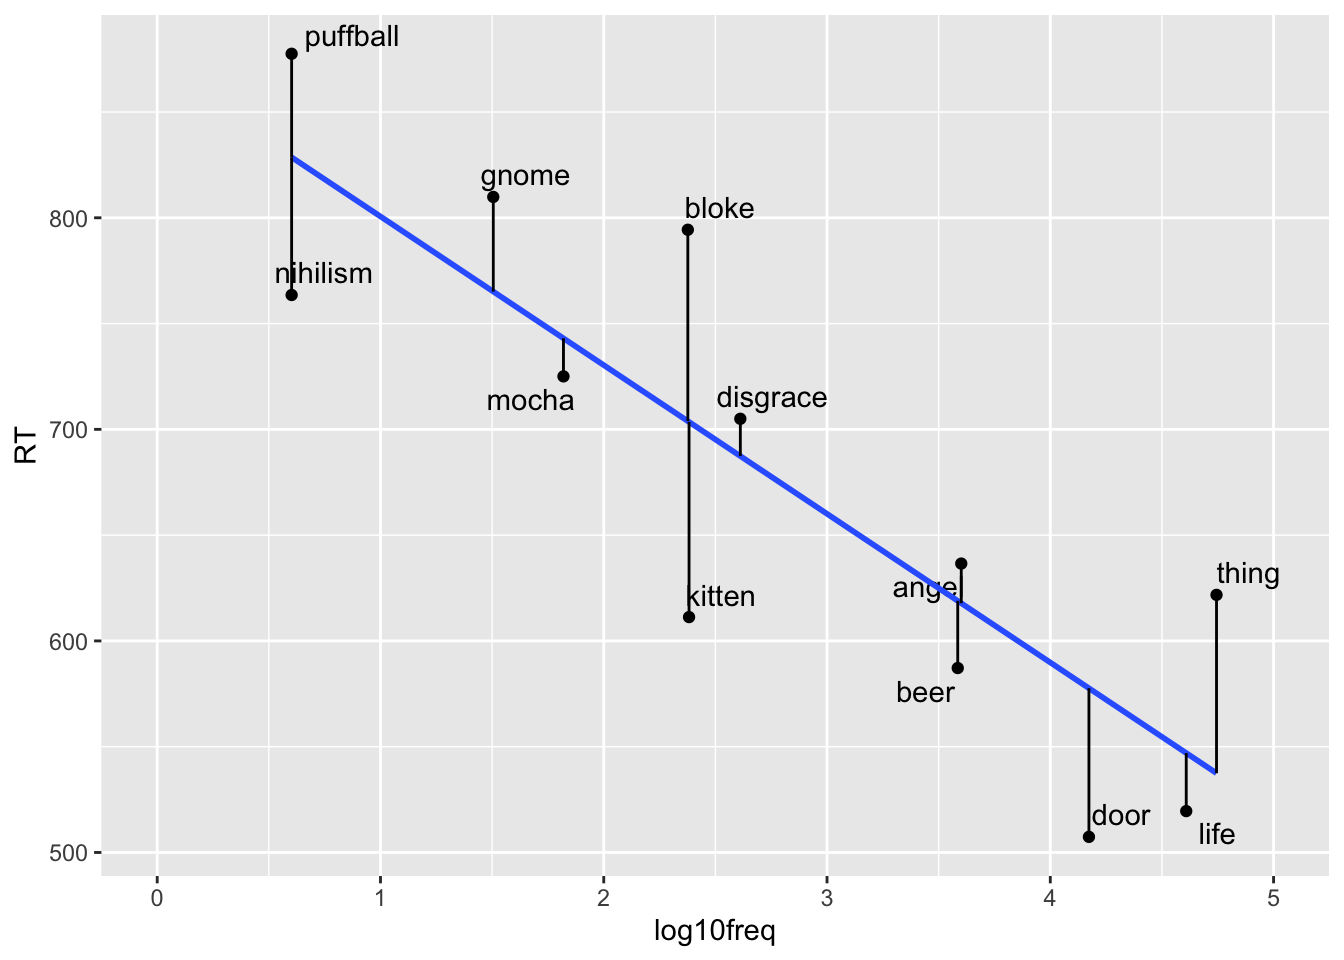 puffball
gnome
bloke
800
nihilism
mocha
disgrace
700
RT
ange
thing
kitten
600
beer
door
life
500
0 1 2 3 4 5
log10freq